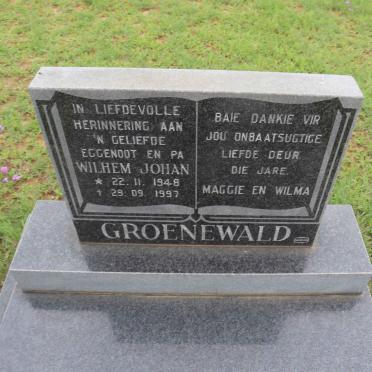 IN LIEFDEVOLLE
HERINNERING AAN
'N GELIEFDE
EGGENOOT EN PA
WILHEM JOHAN
* 22. 11. 1948
† 29. 09. 1997
BAIE DANKIE VIR
JOU ONBAATSUGTIGE
LIEFDE DEUR
DIE JARE.
MAGGIE EN WILMA
GROENEWALD